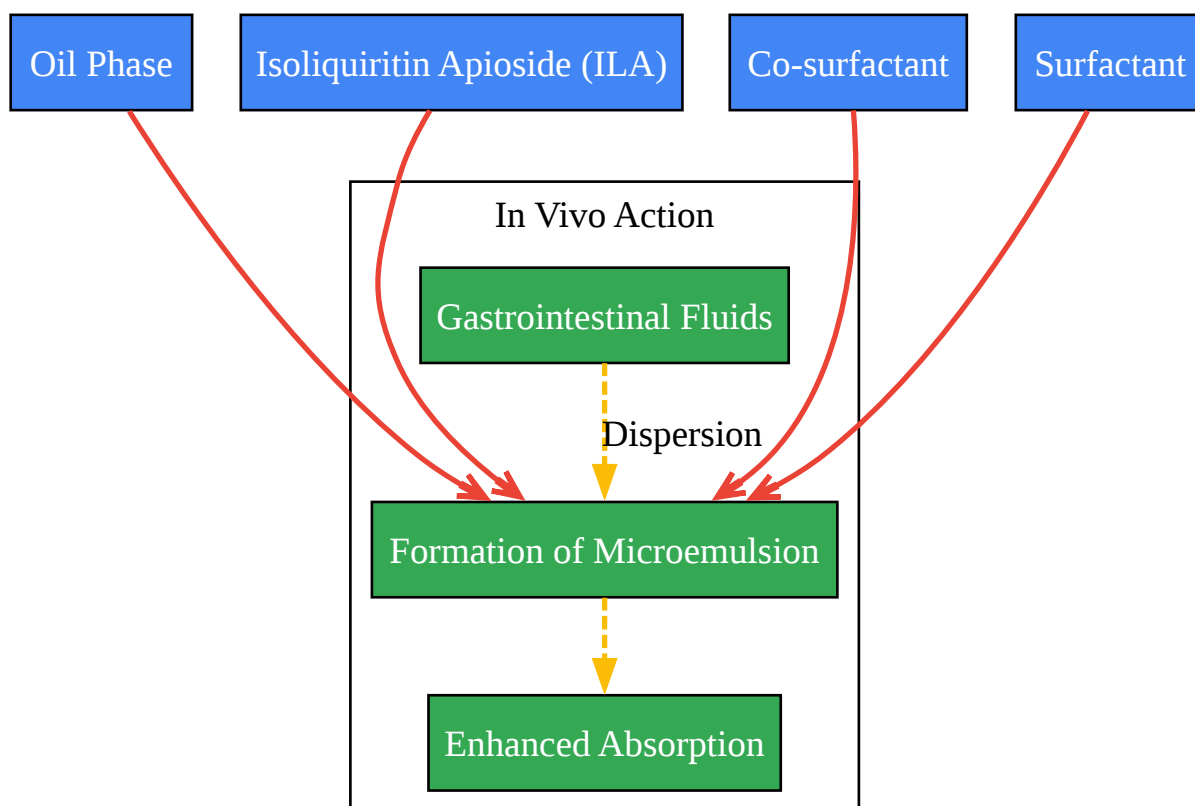 Oil Phase
Isoliquiritin Apioside (ILA)
Co-surfactant
Surfactant
In Vivo Action
Gastrointestinal Fluids
Dispersion
Formation of Microemulsion
Enhanced Absorption